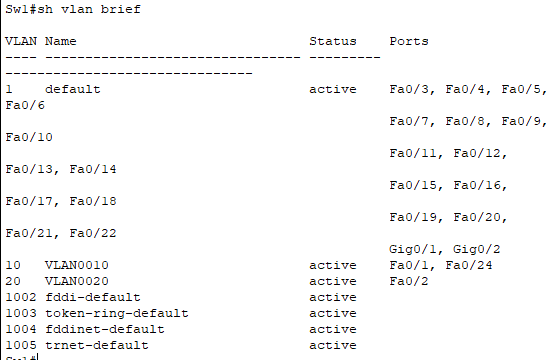 Sw1#sh vlan brief
VLAN Name Status Ports
---- -------------------------------- --------- -------------------------------
1 default active Fa0/3, Fa0/4, Fa0/5,
Fa0/6
Fa0/7, Fa0/8, Fa0/9,
Fa0/10
Fa0/11, Fa0/12,
Fa0/13, Fa0/14
Fa0/15, Fa0/16,
Fa0/17, Fa0/18
Fa0/19, Fa0/20,
Fa0/21, Fa0/22
Gig0/1, Gig0/2
10 VLAN0010 active Fa0/1, Fa0/24
20 VLAN0020 active Fa0/2
1002 fddi-default active
1003 token-ring-default active
1004 fddinet-default active
1005 trnet-default active
Sw1#